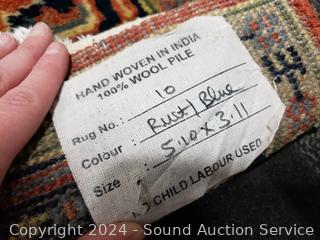 HAND WOVEN IN INDIA
100% WOOL PILE
Rug No.: 10
Colour : Rust/Blue
Size : 5.10 x 3.11
CHILD LABOUR USED
Copyright 2024 - Sound Auction Service